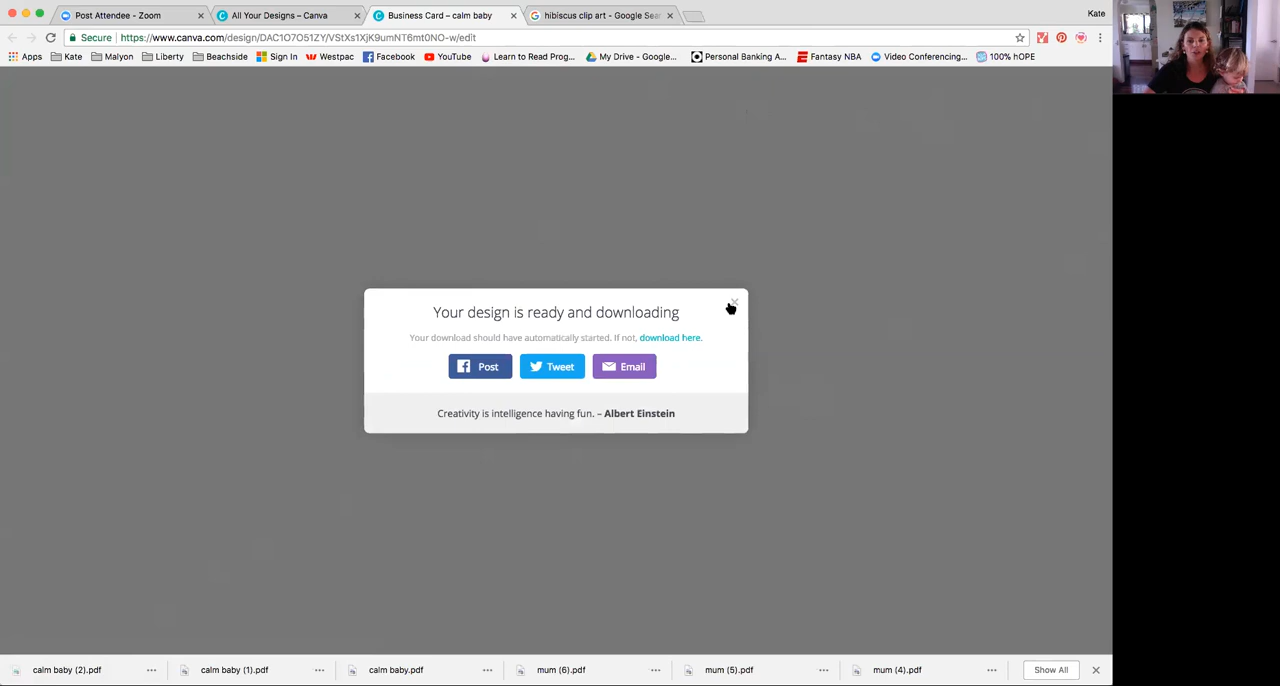 Post Attendee - Zoom
All Your Designs – Canva
Business Card – calm baby
hibiscus clip art - Google Sea
Kate
Secure
https://www.canva.com/design/DAC1O7O51ZY/VStXs1XjK9umNT6mt0NO-w/edit
Apps
Kate
Malyon
Liberty
Beachside
Sign In
Westpac
Facebook
YouTube
Learn to Read Prog...
My Drive - Google...
Personal Banking A...
Fantasy NBA
Video Conferencing...
100% hOPE
Your design is ready and downloading
Your download should have automatically started. If not, download here.
Post
Tweet
Email
Creativity is intelligence having fun. – Albert Einstein
calm baby (2).pdf
calm baby (1).pdf
calm baby.pdf
mum (6).pdf
mum (5).pdf
mum (4).pdf
Show All